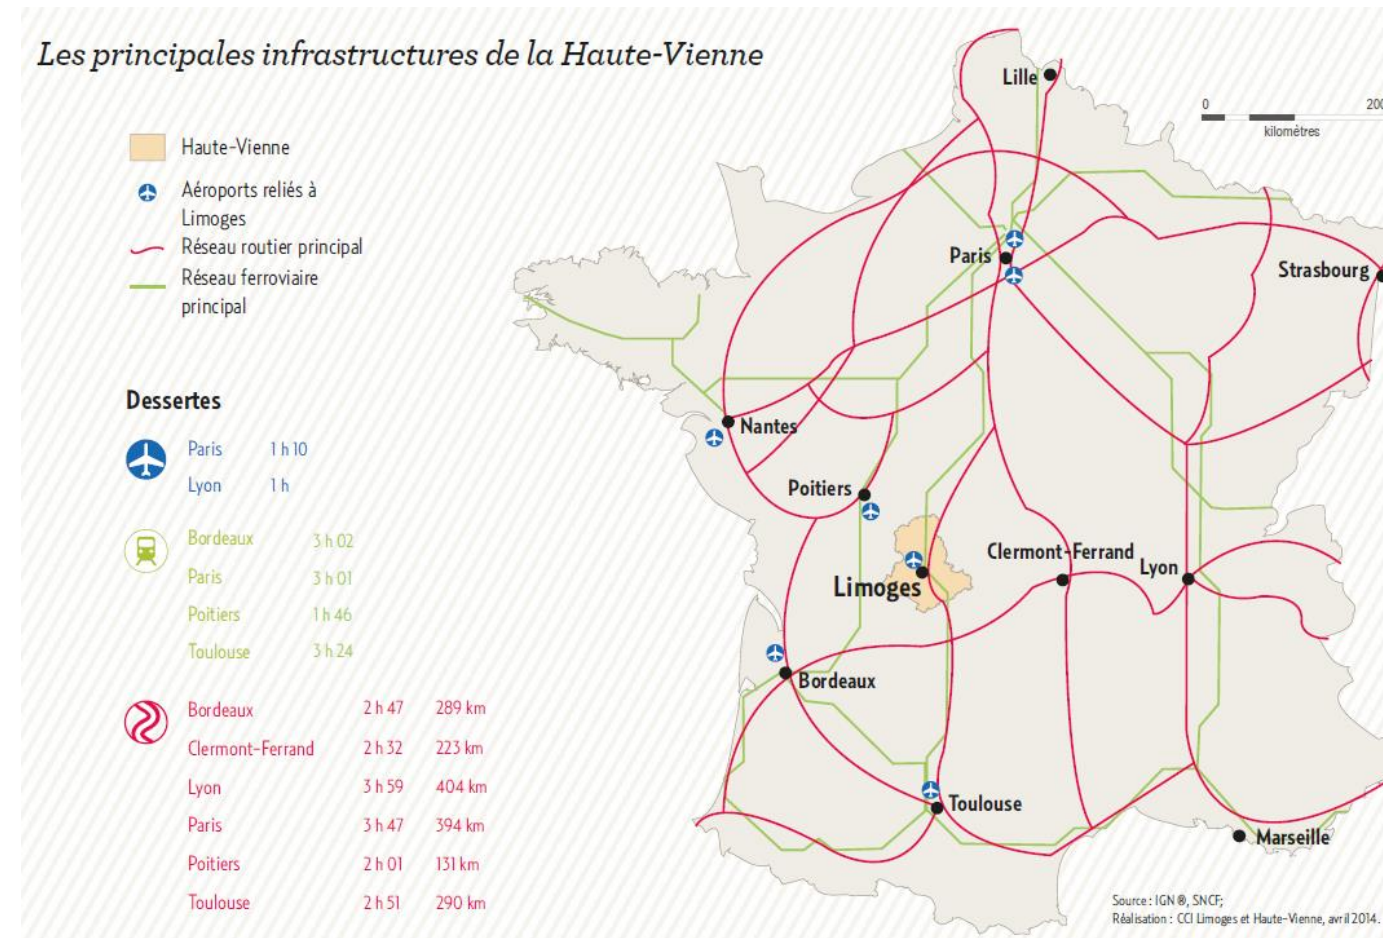 Les principales infrastructures de la Haute-Vienne
Haute-Vienne
Aéroports reliés à
Limoges
Réseau routier principal
Réseau ferroviaire
principal
Dessertes
Paris 1 h 10
Lyon 1 h
Bordeaux 3 h 02
Paris 3 h 01
Poitiers 1 h 46
Toulouse 3 h 24
Bordeaux 2 h 47 289 km
Clermont-Ferrand 2 h 32 223 km
Lyon 3 h 59 404 km
Paris 3 h 47 394 km
Poitiers 2 h 01 131 km
Toulouse 2 h 51 290 km
Lille
0 200
kilomètres
Paris
Strasbourg
Nantes
Poitiers
Clermont-Ferrand
Lyon
Limoges
Bordeaux
Toulouse
Marseille
Source : IGN ®, SNCF;
Réalisation : CCI Limoges et Haute-Vienne, avril 2014.